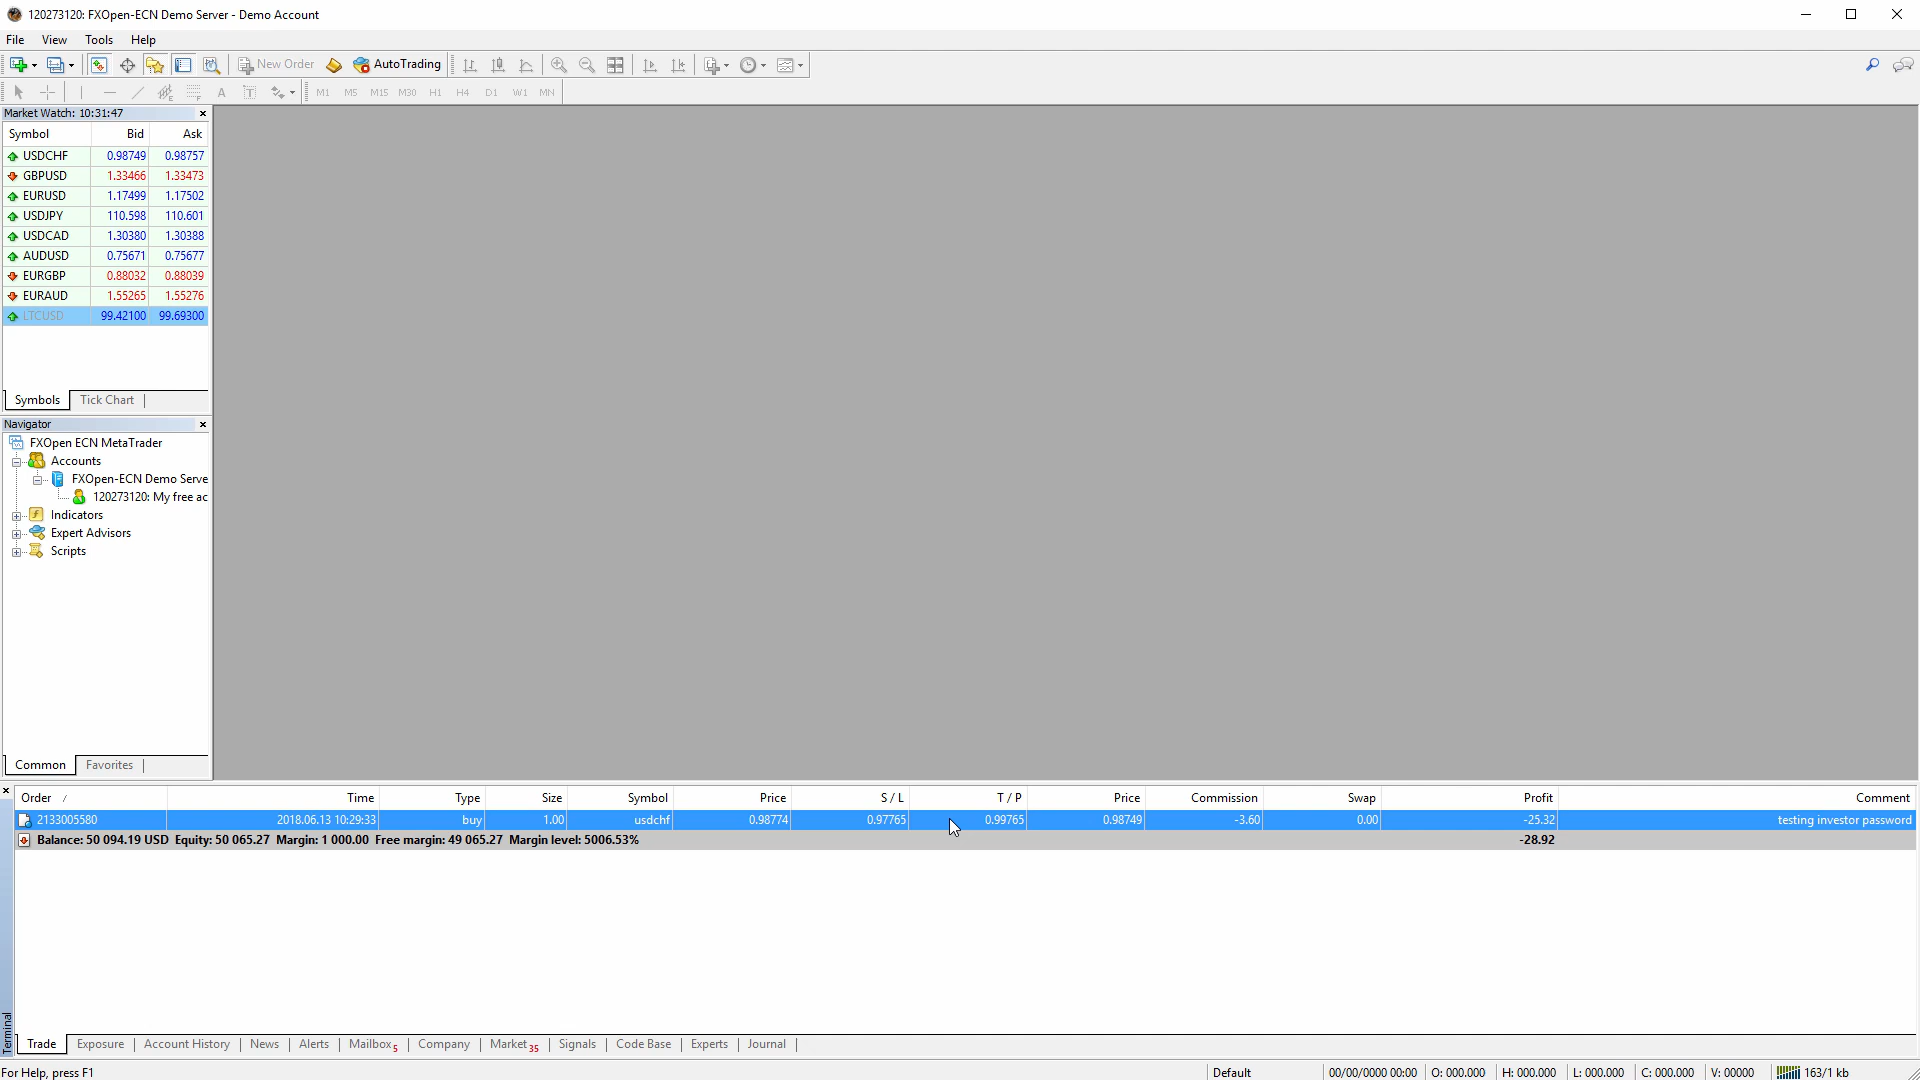 120273120: FXOpen-ECN Demo Server - Demo Account
File View Tools Help
New Order AutoTrading
A T M1 M5 M15 M30 H1 H4 D1 W1 MN
Market Watch: 10:31:47
Symbol Bid Ask
USDCHF 0.98749 0.98757
GBPUSD 1.33466 1.33473
EURUSD 1.17499 1.17502
USDJPY 110.598 110.601
USDCAD 1.30380 1.30388
AUDUSD 0.75671 0.75677
EURGBP 0.88032 0.88039
EURAUD 1.55265 1.55276
LTCUSD 99.42100 99.69300
Symbols Tick Chart
Navigator
FXOpen ECN MetaTrader
Accounts
FXOpen-ECN Demo Serve
120273120: My free ac
Indicators
Expert Advisors
Scripts
Common Favorites
Order / Time Type Size Symbol Price S / L T / P Price Commission Swap Profit Comment
2133005580 2018.06.13 10:29:33 buy 1.00 usdchf 0.98774 0.97765 0.99765 0.98749 -3.60 0.00 -25.32 testing investor password
Balance: 50 094.19 USD Equity: 50 065.27 Margin: 1 000.00 Free margin: 49 065.27 Margin level: 5006.53% -28.92
Terminal
Trade Exposure Account History News Alerts Mailbox 5 Company Market 35 Signals Code Base Experts Journal
For Help, press F1 Default 00/00/0000 00:00 O: 000.000 H: 000.000 L: 000.000 C: 000.000 V: 00000 163/1 kb